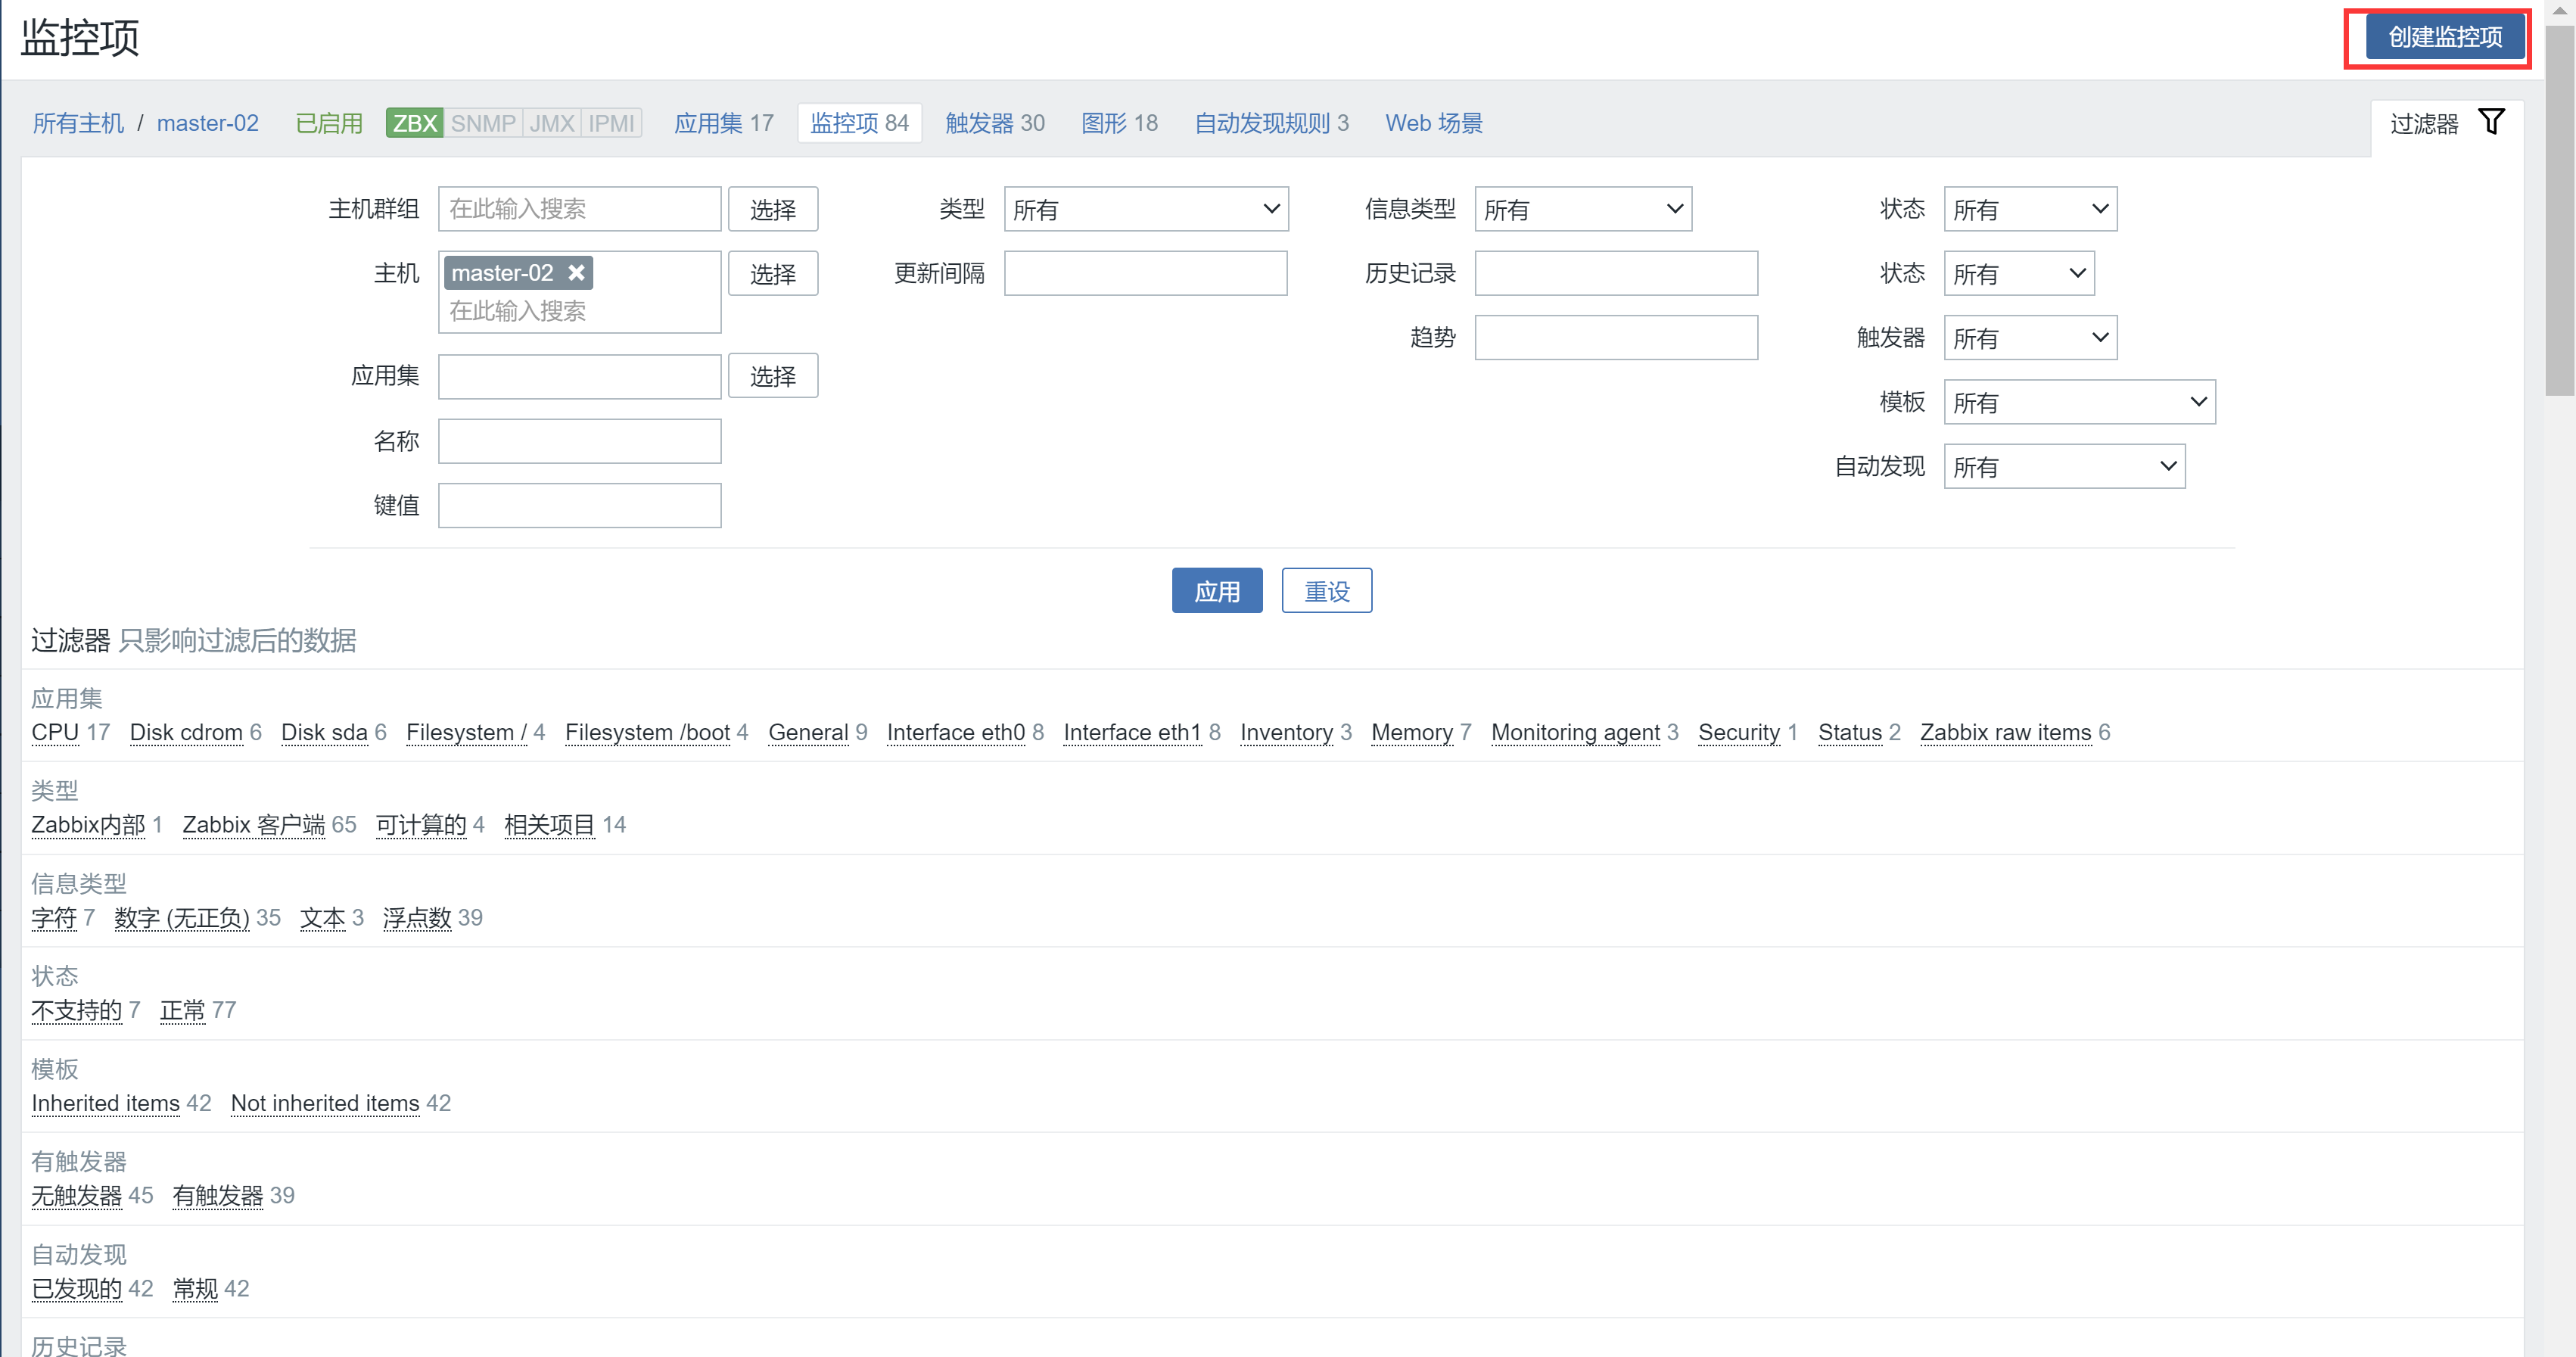 监控项
创建监控项
所有主机 / master-02 已启用 ZBX SNMP JMX IPMI 应用集 17 监控项 84 触发器 30 图形 18 自动发现规则 3 Web 场景 过滤器
主机群组 在此输入搜索 选择 类型 所有 信息类型 所有 状态 所有
主机 master-02 选择 更新间隔 历史记录 状态 所有
在此输入搜索
趋势 触发器 所有
应用集 选择
模板 所有
名称
自动发现 所有
键值
应用 重设
过滤器 只影响过滤后的数据
应用集
CPU 17 Disk cdrom 6 Disk sda 6 Filesystem / 4 Filesystem /boot 4 General 9 Interface eth0 8 Interface eth1 8 Inventory 3 Memory 7 Monitoring agent 3 Security 1 Status 2 Zabbix raw items 6
类型
Zabbix内部 1 Zabbix 客户端 65 可计算的 4 相关项目 14
信息类型
字符 7 数字 (无正负) 35 文本 3 浮点数 39
状态
不支持的 7 正常 77
模板
Inherited items 42 Not inherited items 42
有触发器
无触发器 45 有触发器 39
自动发现
已发现的 42 常规 42
历史记录